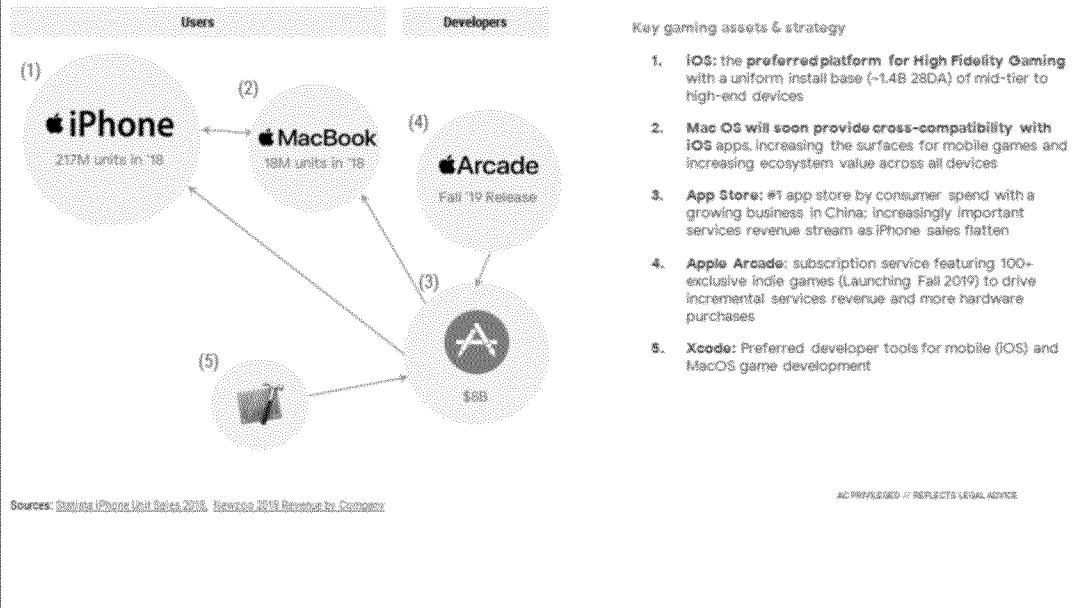 Users
Developers
(1)
iPhone
217M units in '18
(2)
MacBook
18M units in '18
(4)
Arcade
Fall '19 Release
(3)
$8B
(5)
Sources: Statista iPhone Unit Sales 2018, Newzoo 2018 Revenue by Company
Key gaming assets & strategy
1. iOS: the preferred platform for High Fidelity Gaming
with a uniform install base (~1.4B 28DA) of mid-tier to
high-end devices
2. Mac OS will soon provide cross-compatibility with
iOS apps, increasing the surfaces for mobile games and
increasing ecosystem value across all devices
3. App Store: #1 app store by consumer spend with a
growing business in China; increasingly important
services revenue stream as iPhone sales flatten
4. Apple Arcade: subscription service featuring 100+
exclusive indie games (Launching Fall 2019) to drive
incremental services revenue and more hardware
purchases
5. Xcode: Preferred developer tools for mobile (iOS) and
MacOS game development
AC PRIVILEGED // REFLECTS LEGAL ADVICE